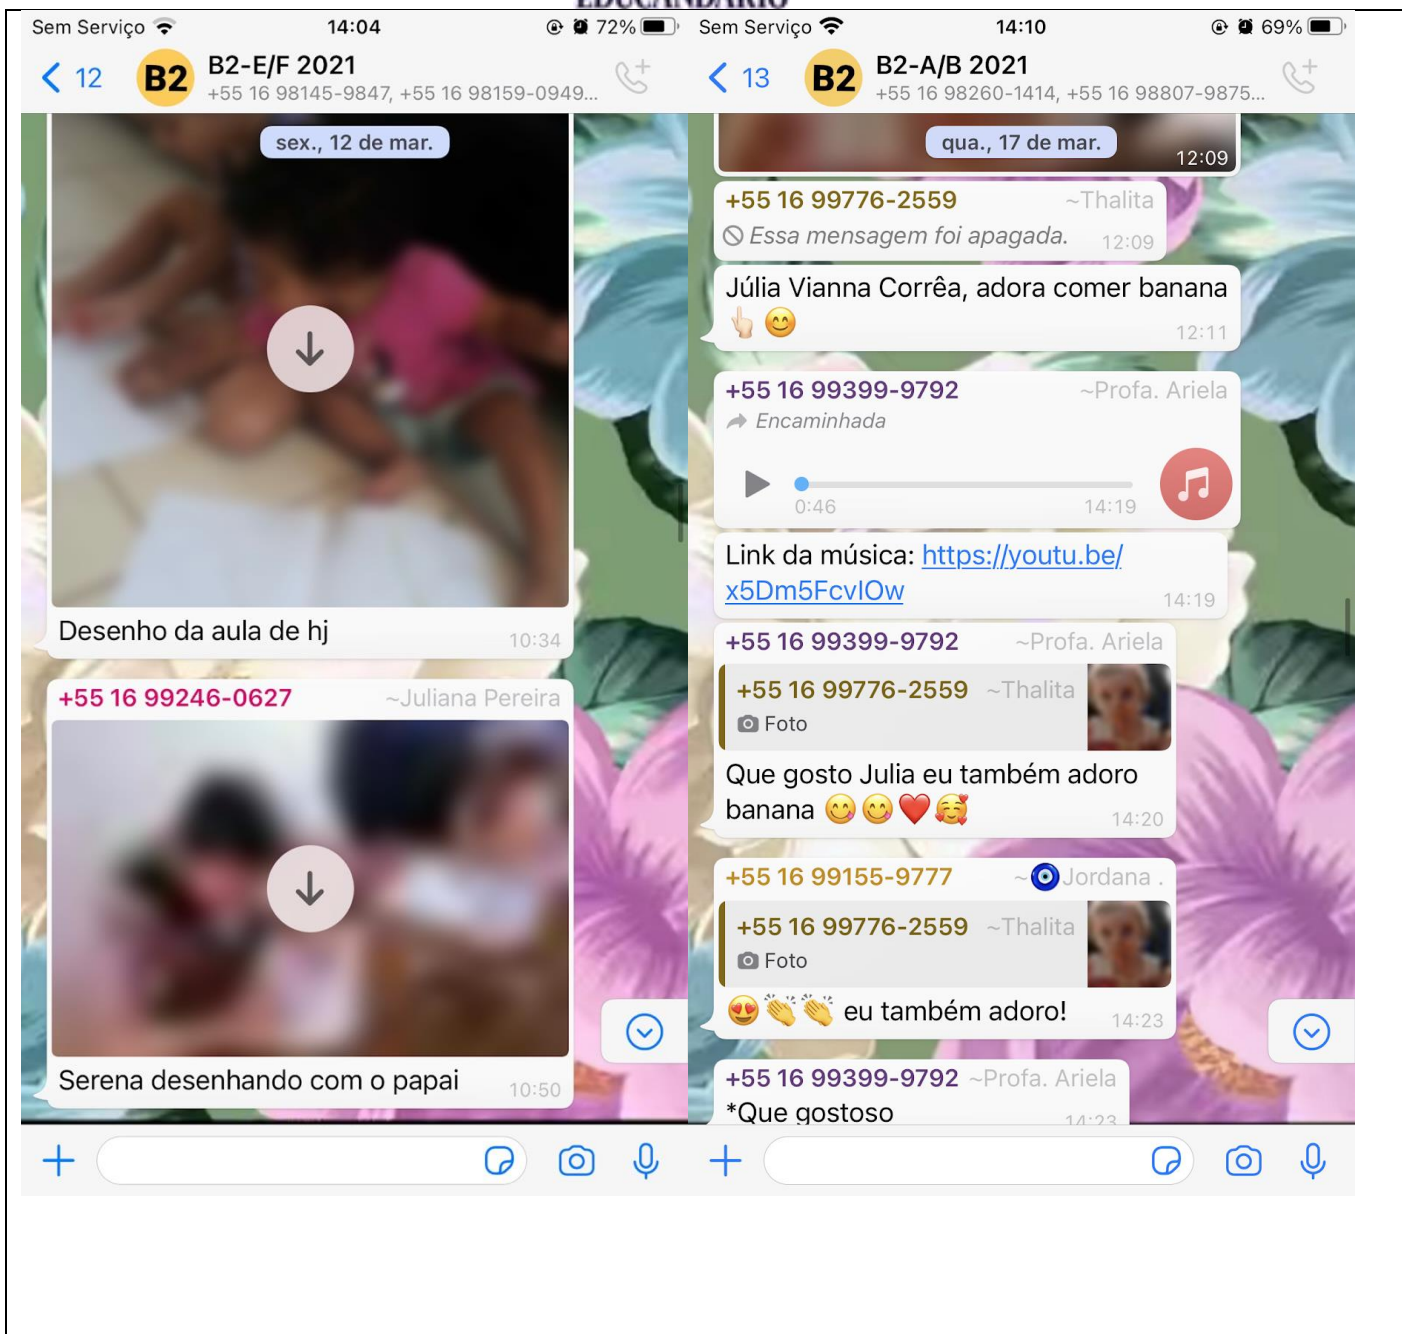 EDUCANDÁRIO
Sem Serviço 14:04 72%
12 B2 B2-E/F 2021
+55 16 98145-9847, +55 16 98159-0949...
sex., 12 de mar.
Desenho da aula de hj 10:34
+55 16 99246-0627 ~Juliana Pereira
Serena desenhando com o papai 10:50
Sem Serviço 14:10 69%
13 B2 B2-A/B 2021
+55 16 98260-1414, +55 16 98807-9875...
qua., 17 de mar.
12:09
+55 16 99776-2559 ~Thalita
Essa mensagem foi apagada. 12:09
Júlia Vianna Corrêa, adora comer banana
👆🏻 😊 12:11
+55 16 99399-9792 ~Profa. Ariela
Encaminhada
0:46 14:19
Link da música: https://youtu.be/
x5Dm5FcvIOw 14:19
+55 16 99399-9792 ~Profa. Ariela
+55 16 99776-2559 ~Thalita
Foto
Que gosto Julia eu também adoro
banana 😋 😋 ❤️ 🥰 14:20
+55 16 99155-9777 ~🧿Jordana .
+55 16 99776-2559 ~Thalita
Foto
😍👏🏻👏🏻 eu também adoro! 14:23
+55 16 99399-9792 ~Profa. Ariela
*Que gostoso 14:23